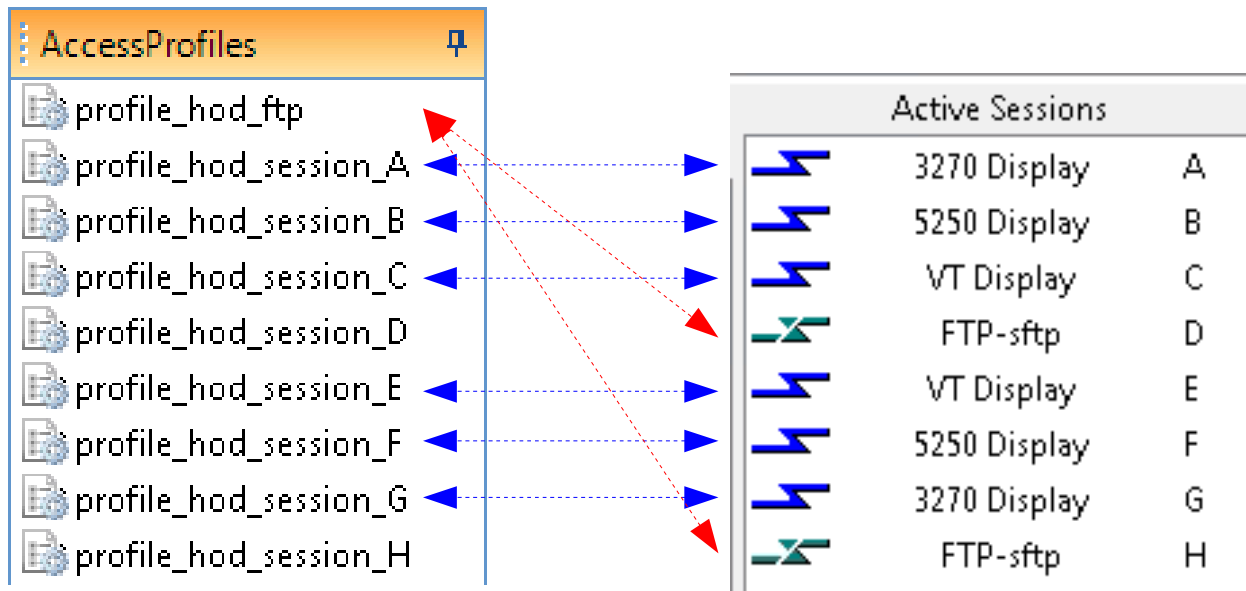 AccessProfiles
profile_hod_ftp
profile_hod_session_A
profile_hod_session_B
profile_hod_session_C
profile_hod_session_D
profile_hod_session_E
profile_hod_session_F
profile_hod_session_G
profile_hod_session_H
Active Sessions
3270 Display A
5250 Display B
VT Display C
FTP-sftp D
VT Display E
5250 Display F
3270 Display G
FTP-sftp H